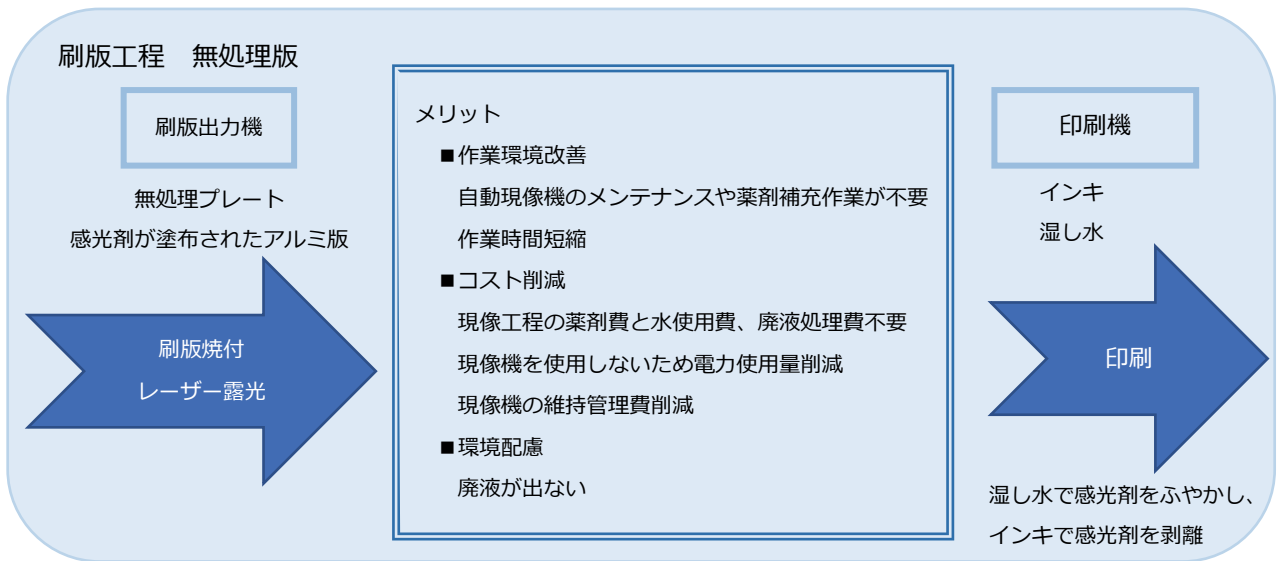 刷版工程　無処理版
刷版出力機
無処理プレート
感光剤が塗布されたアルミ版
刷版焼付
レーザー露光
メリット
■作業環境改善
自動現像機のメンテナンスや薬剤補充作業が不要
作業時間短縮
■コスト削減
現像工程の薬剤費と水使用費、廃液処理費不要
現像機を使用しないため電力使用量削減
現像機の維持管理費削減
■環境配慮
廃液が出ない
印刷機
インキ
湿し水
印刷
湿し水で感光剤をふやかし、
インキで感光剤を剥離